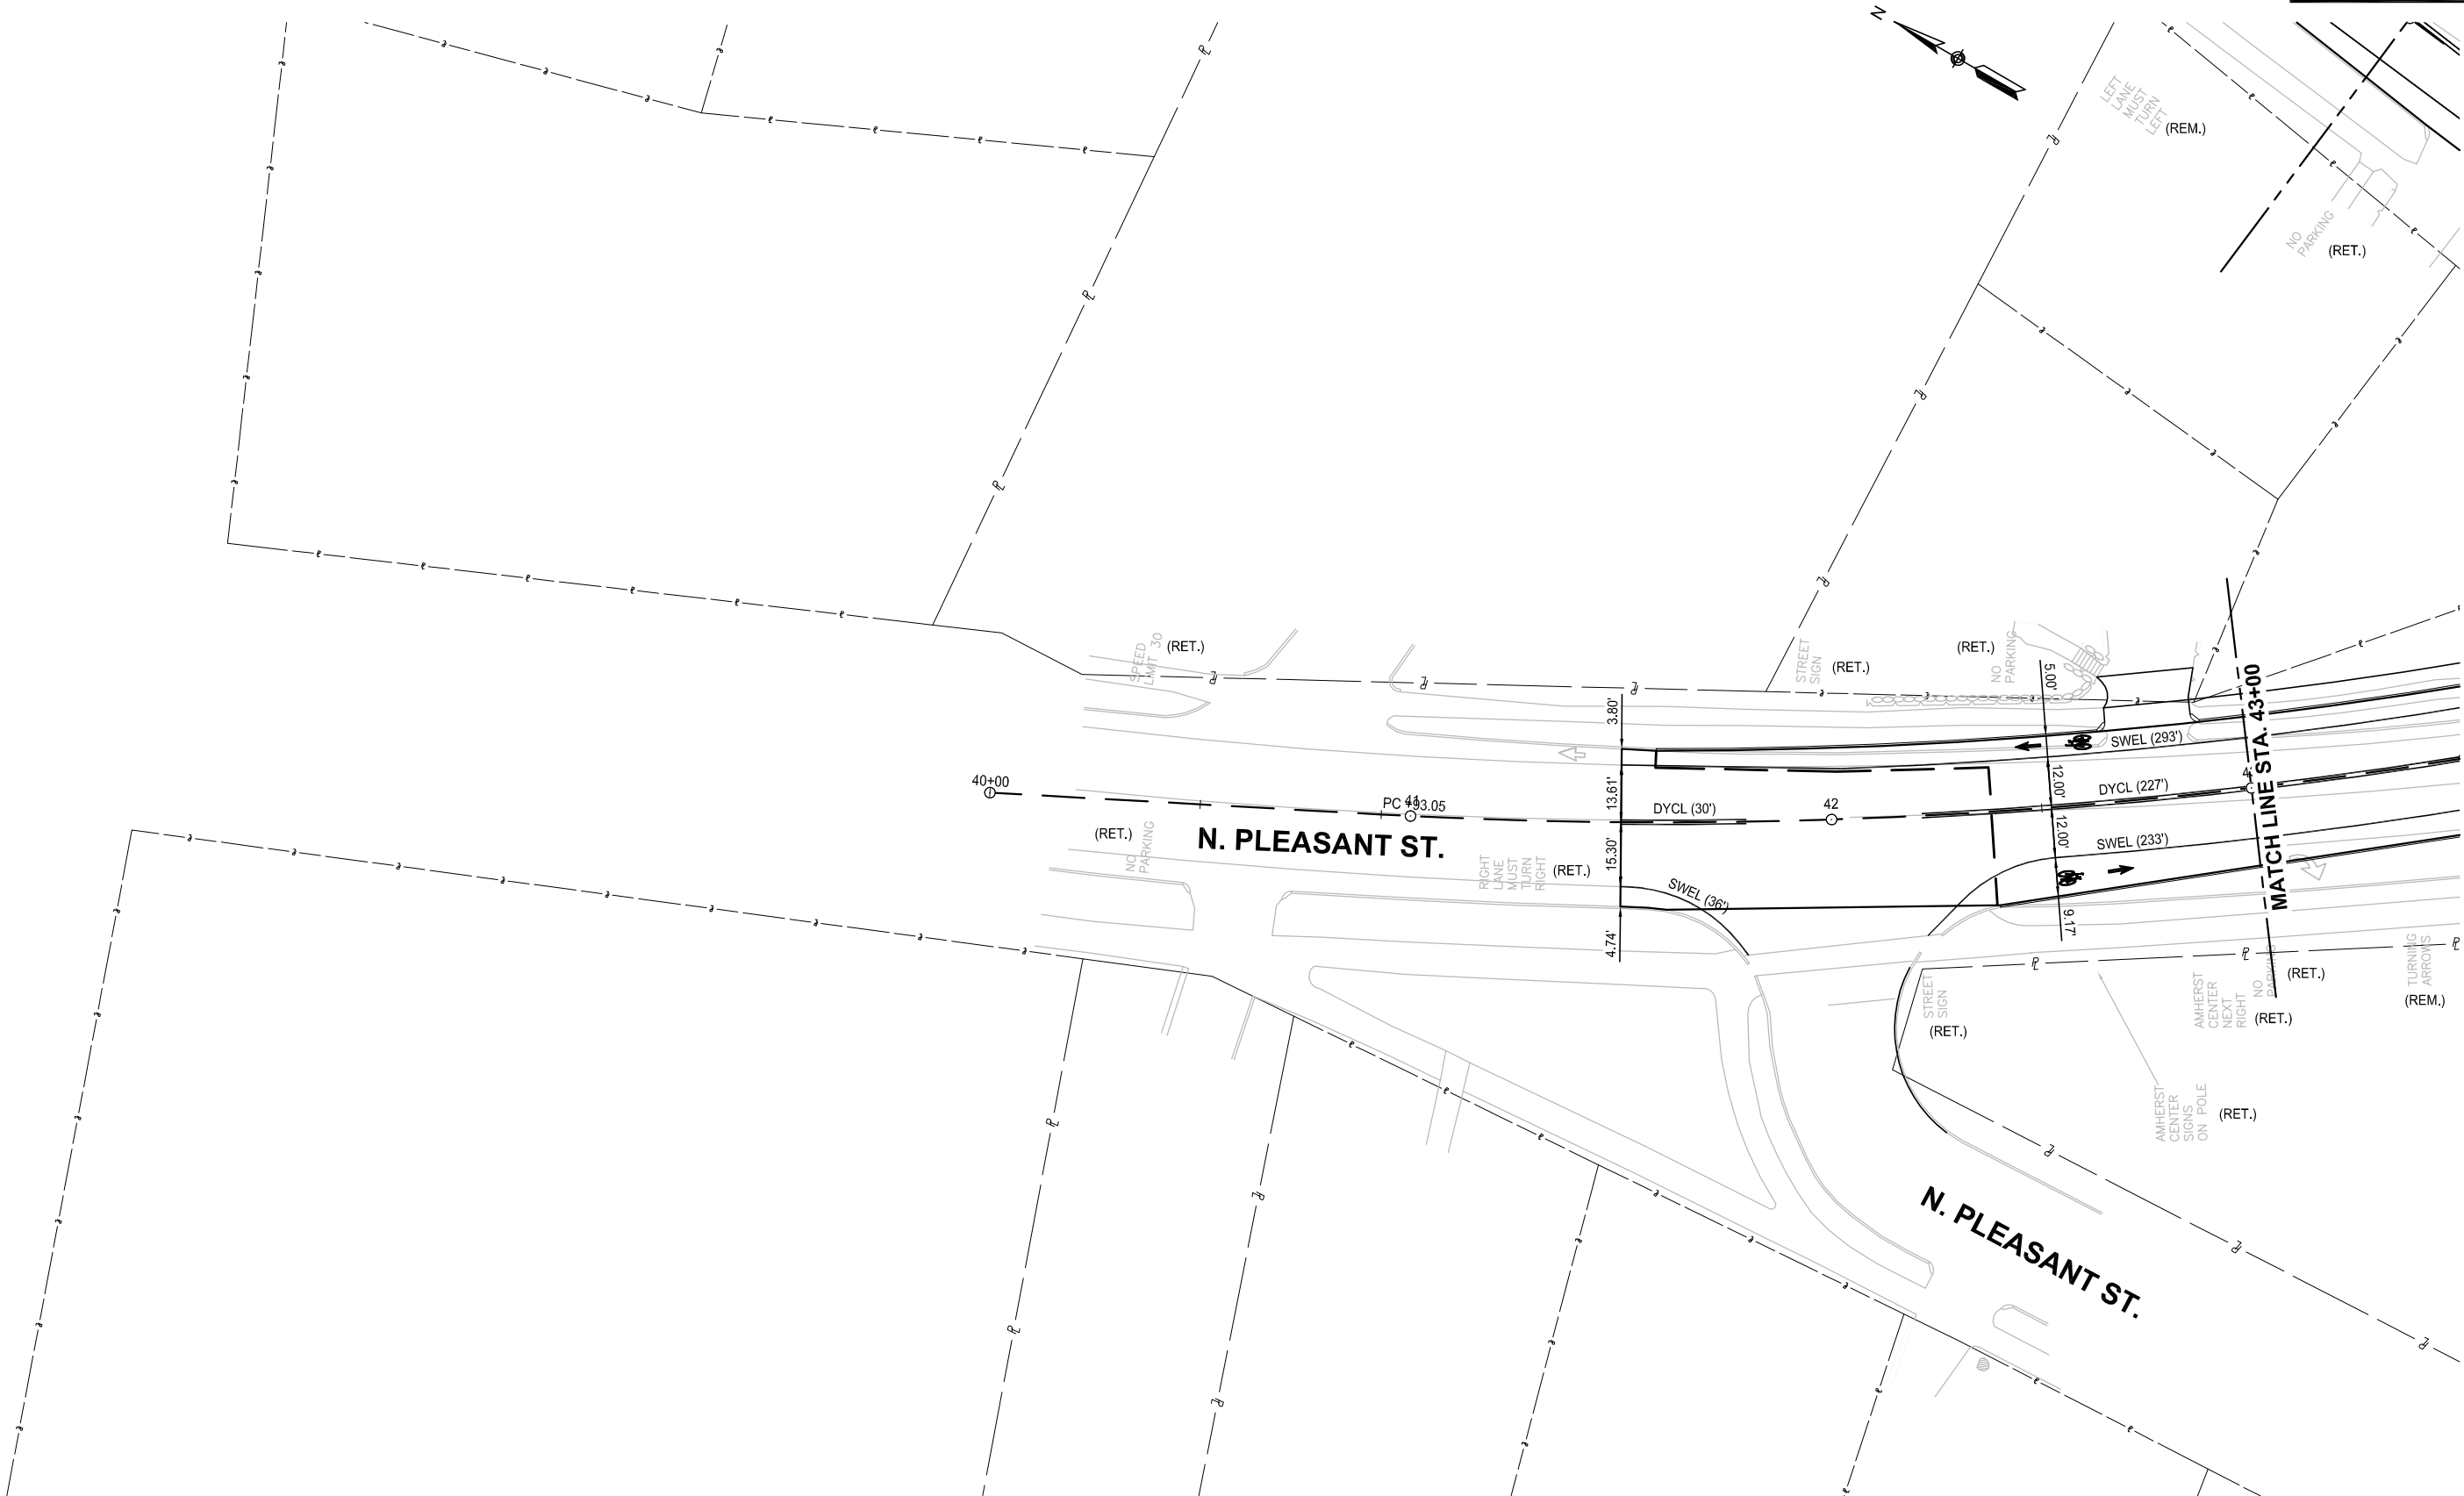 N
LEFT
LANE
MUST
TURN
LEFT
(REM.)
NO
PARKING
(RET.)
SPEED
LIMIT 30
(RET.)
STREET
SIGN
(RET.)
(RET.)
NO
PARKING
3.80'
5.00'
SWEL (293')
MATCH LINE STA. 43+00
12.00'
DYCL (227')
40+00
41
PC +93.05
13.61'
DYCL (30')
42
12.00'
SWEL (233')
(RET.)
NO
PARKING
N. PLEASANT ST.
RIGHT
LANE
MUST
TURN
RIGHT
(RET.)
15.30'
SWEL (36')
9.17'
4.74'
STREET
SIGN
(RET.)
AMHERST
CENTER
NEXT
RIGHT
(RET.)
NO
PARKING
(RET.)
TURNING
ARROWS
(REM.)
AMHERST
CENTER
SIGNS
ON POLE
(RET.)
N. PLEASANT ST.